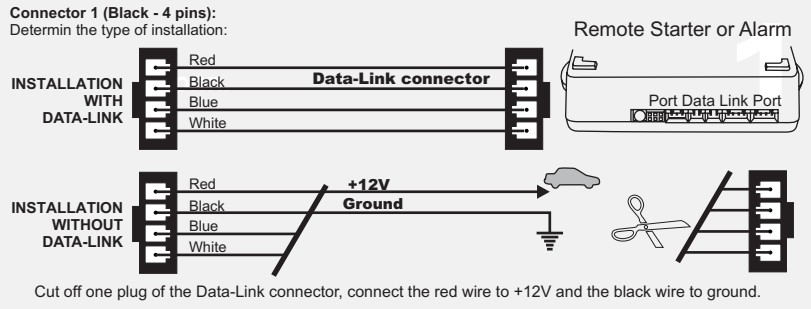 Connector 1 (Black - 4 pins):
Determin the type of installation:
Remote Starter or Alarm
1
Red
Black
Data-Link connector
Blue
White
INSTALLATION
WITH
DATA-LINK
Port Data Link Port
Red
+12V
Black
Ground
Blue
White
INSTALLATION
WITHOUT
DATA-LINK
Cut off one plug of the Data-Link connector, connect the red wire to +12V and the black wire to ground.